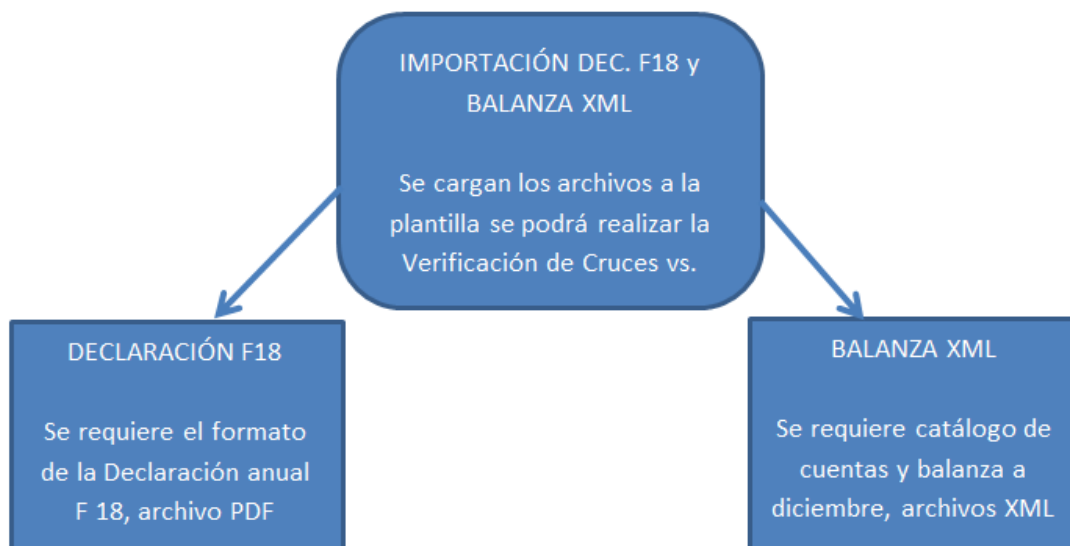 IMPORTACIÓN DEC. F18 y
BALANZA XML
Se cargan los archivos a la
plantilla se podrá realizar la
Verificación de Cruces vs.
DECLARACIÓN F18
Se requiere el formato
de la Declaración anual
F 18, archivo PDF
BALANZA XML
Se requiere catálogo de
cuentas y balanza a
diciembre, archivos XML